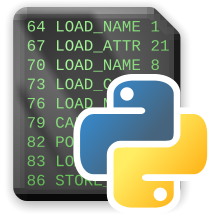 64 LOAD_NAME 1
67 LOAD_ATTR 21
70 LOAD_NAME 8
73 LOAD_C
76 LOAD_N
79 CA
82 PO
83 LO
86 STORE_